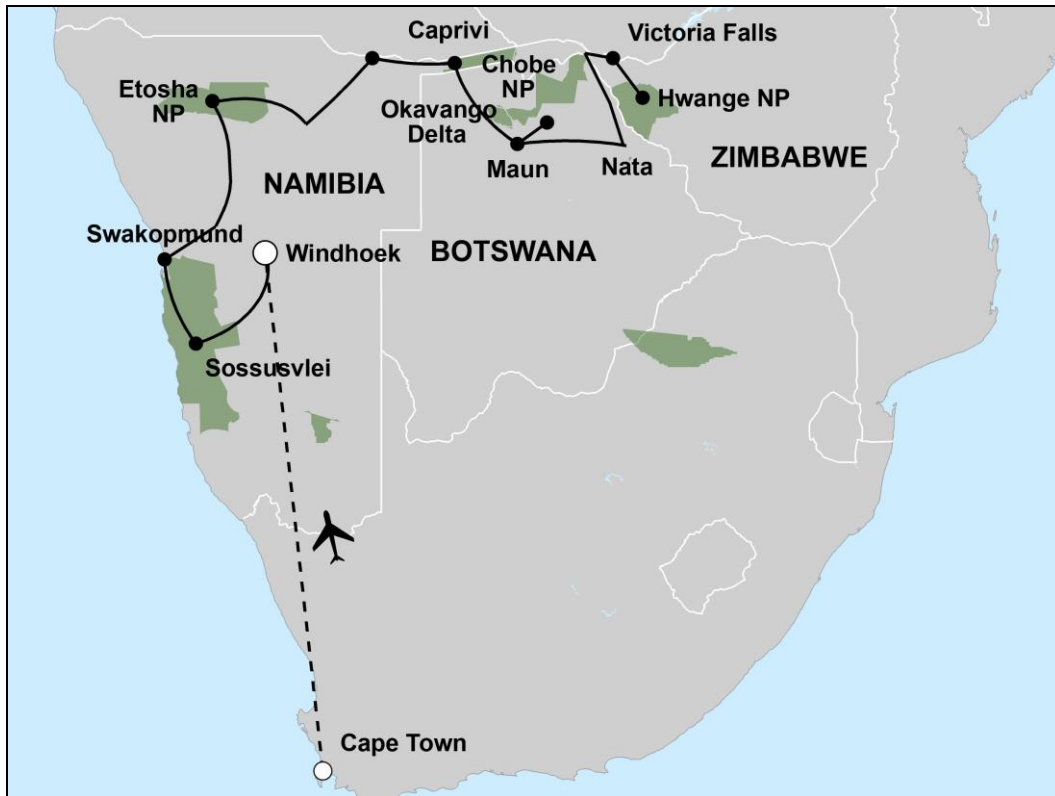 Caprivi
Victoria Falls
Etosha
NP
Chobe
NP
Hwange NP
Okavango
Delta
Maun
Nata
ZIMBABWE
NAMIBIA
Swakopmund
Windhoek
BOTSWANA
Sossusvlei
Cape Town